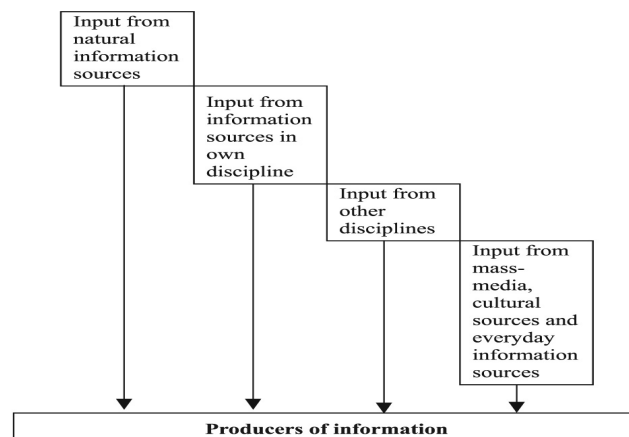 Input from
natural
information
sources
Input from
information
sources in
own
discipline
Input from
other
disciplines
Input from
mass-
media,
cultural
sources and
everyday
information
sources
Producers of information